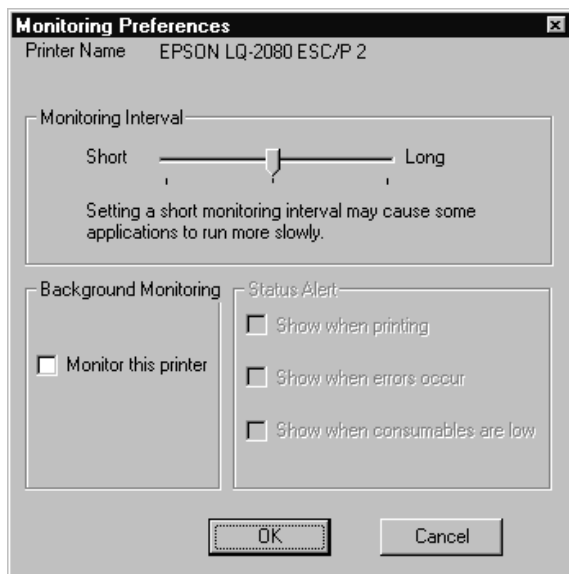 Monitoring Preferences
Printer Name EPSON LQ-2080 ESC/P 2
Monitoring Interval
Short Long
Setting a short monitoring interval may cause some
applications to run more slowly.
Background Monitoring
Monitor this printer
Status Alert
Show when printing
Show when errors occur
Show when consumables are low
OK Cancel